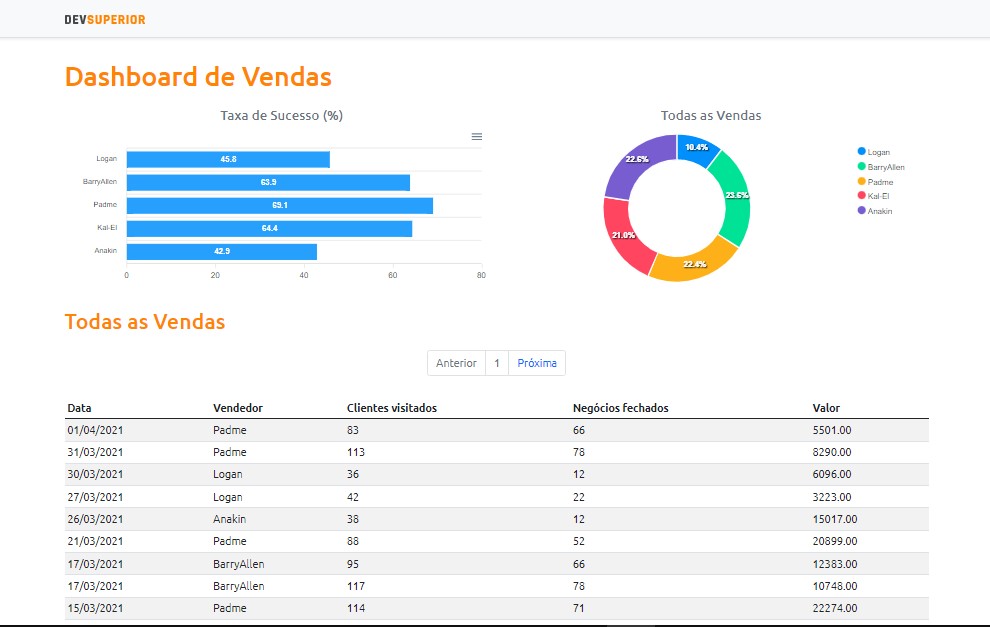 DEVSUPERIOR
Dashboard de Vendas
Taxa de Sucesso (%)
Logan 45.8
BarryAllen 63.9
Padme 69.1
Kal-El 64.4
Anakin 42.9
0 20 40 60 80
Todas as Vendas
10.4%
23.6%
22.4%
21.0%
22.6%
Logan
BarryAllen
Padme
Kal-El
Anakin
Todas as Vendas
Anterior 1 Próxima
Data Vendedor Clientes visitados Negócios fechados Valor
01/04/2021 Padme 83 66 5501.00
31/03/2021 Padme 113 78 8290.00
30/03/2021 Logan 36 12 6096.00
27/03/2021 Logan 42 22 3223.00
26/03/2021 Anakin 38 12 15017.00
21/03/2021 Padme 88 52 20899.00
17/03/2021 BarryAllen 95 66 12383.00
17/03/2021 BarryAllen 117 78 10748.00
15/03/2021 Padme 114 71 22274.00